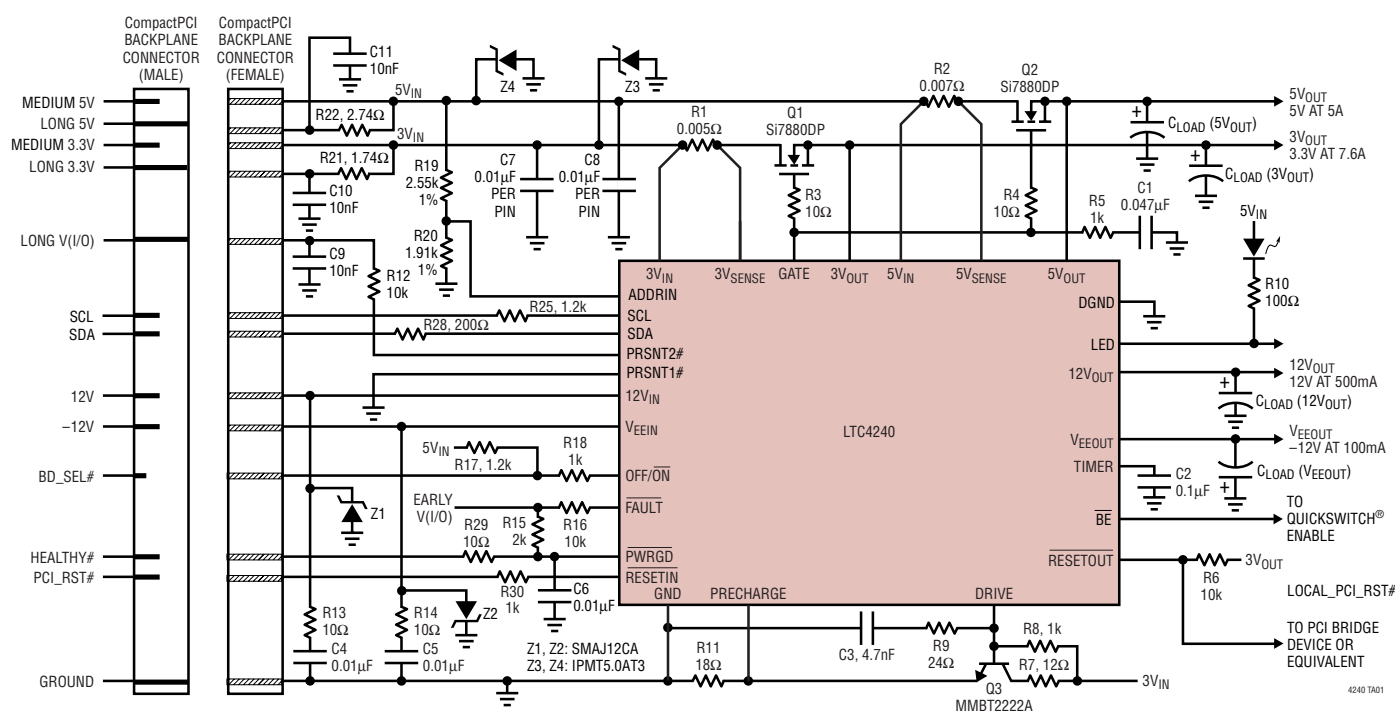 CompactPCI
BACKPLANE
CONNECTOR
(MALE)
CompactPCI
BACKPLANE
CONNECTOR
(FEMALE)
MEDIUM 5V
LONG 5V
MEDIUM 3.3V
LONG 3.3V
LONG V(I/O)
SCL
SDA
12V
–12V
BD_SEL#
HEALTHY#
PCI_RST#
GROUND
C11
10nF
R22, 2.74Ω
5VIN
3VIN
R21, 1.74Ω
C10
10nF
C9
10nF
R12
10k
R19
2.55k
1%
R20
1.91k
1%
Z4
Z3
C7
0.01µF
PER
PIN
C8
0.01µF
PER
PIN
R1
0.005Ω
Q1
Si7880DP
R3
10Ω
R2
0.007Ω
Q2
Si7880DP
R4
10Ω
R5
1k
C1
0.047µF
CLOAD (5VOUT)
5VOUT
5V AT 5A
3VOUT
3.3V AT 7.6A
CLOAD (3VOUT)
5VIN
R10
100Ω
R25, 1.2k
R28, 200Ω
3VIN
3VSENSE
GATE
3VOUT
5VIN
5VSENSE
5VOUT
ADDRIN
SCL
SDA
PRSNT2#
PRSNT1#
12VIN
VEEIN
OFF/ON
FAULT
PWRGD
RESETIN
GND
PRECHARGE
DRIVE
LTC4240
DGND
LED
12VOUT
VEEOUT
TIMER
BE
RESETOUT
12VOUT
12V AT 500mA
CLOAD (12VOUT)
VEEOUT
–12V AT 100mA
CLOAD (VEEOUT)
C2
0.1µF
TO
QUICKSWITCH®
ENABLE
R6
10k
3VOUT
LOCAL_PCI_RST#
TO PCI BRIDGE
DEVICE OR
EQUIVALENT
5VIN
R17, 1.2k
R18
1k
EARLY
V(I/O)
R29
10Ω
R15
2k
R16
10k
R30
1k
C6
0.01µF
Z1
Z2
R13
10Ω
C4
0.01µF
R14
10Ω
C5
0.01µF
Z1, Z2: SMAJ12CA
Z3, Z4: IPMT5.0AT3
R11
18Ω
C3, 4.7nF
R9
24Ω
R8, 1k
R7, 12Ω
Q3
MMBT2222A
3VIN
4240 TA01